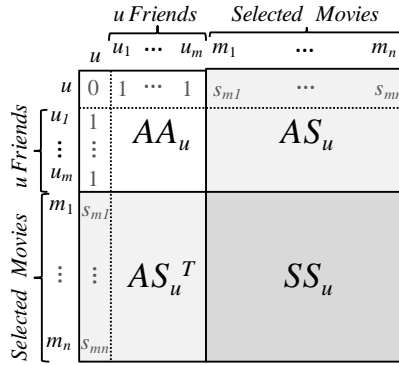 u Friends Selected Movies
u u1 ... um m1 ... mn
u 0 1 ... 1 sm1 ... smn
u Friends
u1 1
... ⋮
um 1
AAu ASu
Selected Movies
m1 sm1
... ⋮
mn smn
ASu^T SSu